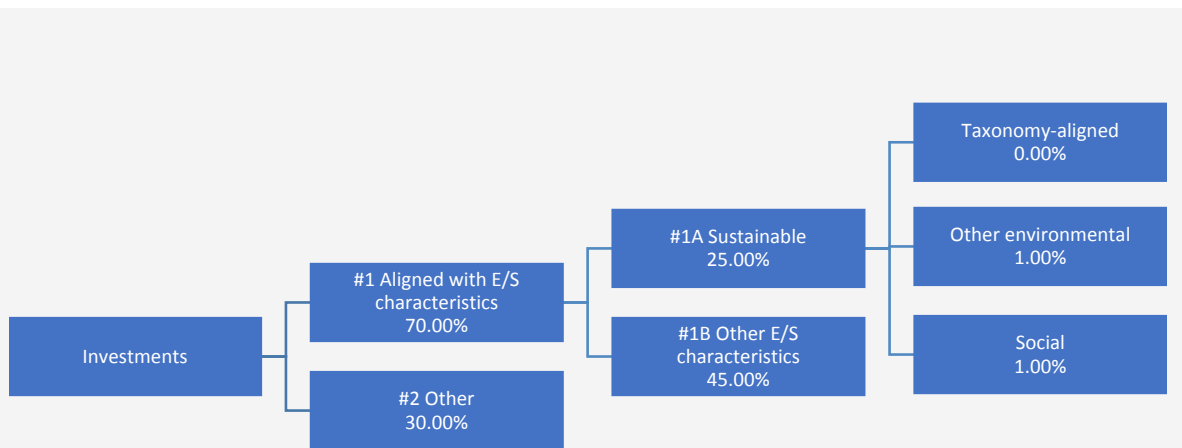 Investments
#1 Aligned with E/S
characteristics
70.00%
#2 Other
30.00%
#1A Sustainable
25.00%
#1B Other E/S
characteristics
45.00%
Taxonomy-aligned
0.00%
Other environmental
1.00%
Social
1.00%